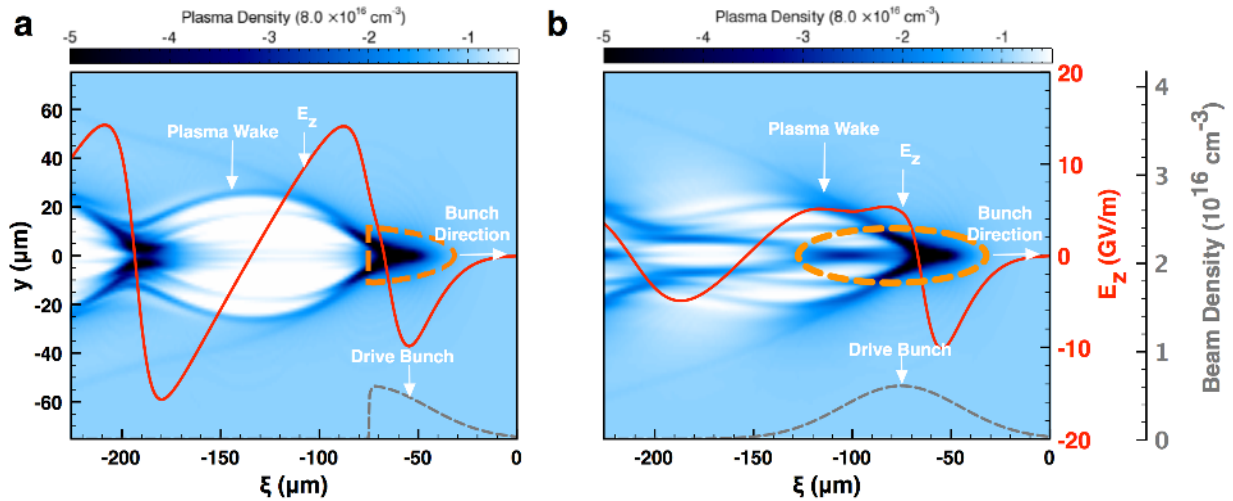 Plasma Density (8.0 × 10^16 cm^-3)
a
-5 -4 -3 -2 -1
60
40
20
0
-20
-40
-60
y (µm)
Plasma Wake
E_z
Bunch
Direction
Drive Bunch
-200 -150 -100 -50 0
ξ (µm)
Plasma Density (8.0 × 10^16 cm^-3)
b
-5 -4 -3 -2 -1
Plasma Wake
E_z
Bunch
Direction
Drive Bunch
-200 -150 -100 -50 0
ξ (µm)
20
10
0
-10
-20
E_z (GV/m)
4
3
2
1
0
Beam Density (10^16 cm^-3)